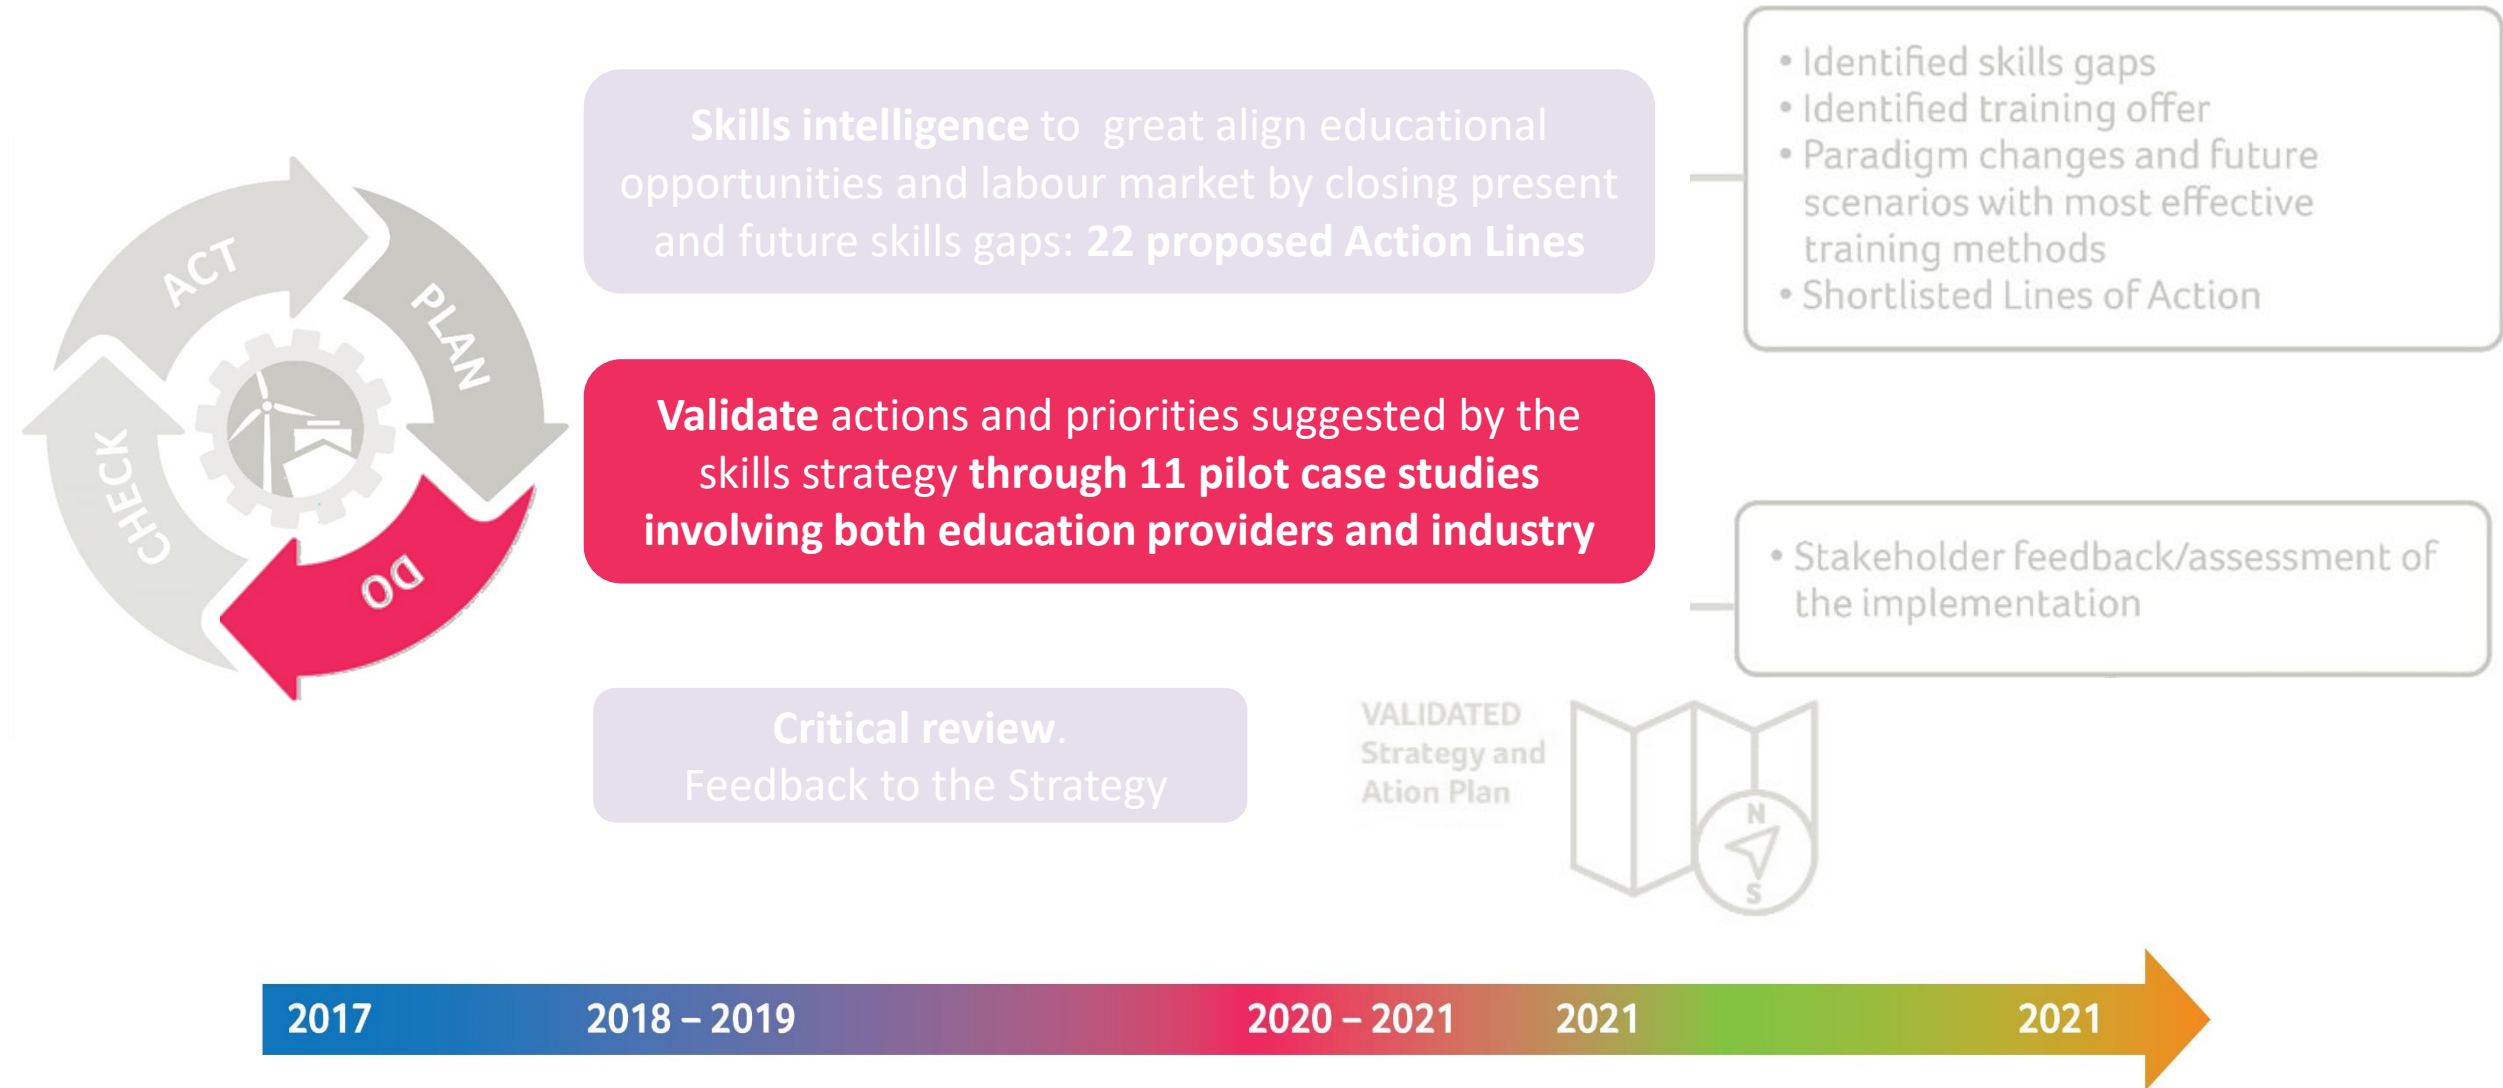 ACT
PLAN
CHECK
DO
Skills intelligence to great align educational
opportunities and labour market by closing present
and future skills gaps: 22 proposed Action Lines
• Identified skills gaps
• Identified training offer
• Paradigm changes and future
scenarios with most effective
training methods
• Shortlisted Lines of Action
Validate actions and priorities suggested by the
skills strategy through 11 pilot case studies
involving both education providers and industry
• Stakeholder feedback/assessment of
the implementation
Critical review.
Feedback to the Strategy
VALIDATED
Strategy and
Ation Plan
N
S
2017
2018 – 2019
2020 – 2021
2021
2021